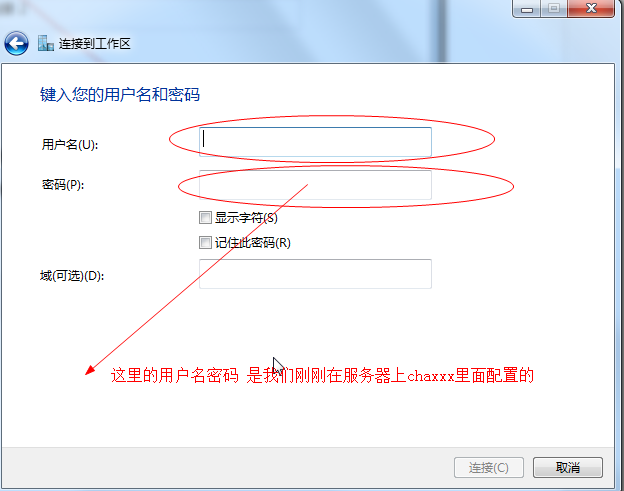 连接到工作区
键入您的用户名和密码
用户名(U):
密码(P):
显示字符(S)
记住此密码(R)
域(可选)(D):
这里的用户名密码 是我们刚刚在服务器上chaxxx里面配置的
连接(C) 取消